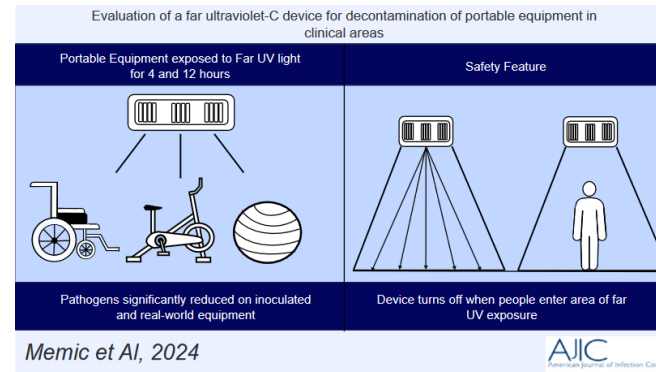 Evaluation of a far ultraviolet-C device for decontamination of portable equipment in
clinical areas
Portable Equipment exposed to Far UV light
for 4 and 12 hours
Safety Feature
Pathogens significantly reduced on inoculated
and real-world equipment
Device turns off when people enter area of far
UV exposure
Memic et Al, 2024
AJIC
American Journal of Infection Co